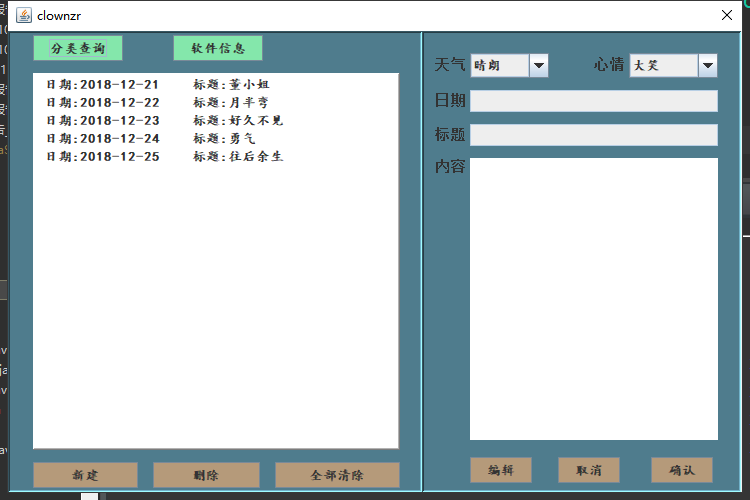 clownzr
分类查询 软件信息
日期:2018-12-21 标题:董小姐
日期:2018-12-22 标题:月半弯
日期:2018-12-23 标题:好久不见
日期:2018-12-24 标题:勇气
日期:2018-12-25 标题:往后余生
新建 删除 全部清除
天气 晴朗 心情 大笑
日期
标题
内容
编辑 取消 确认